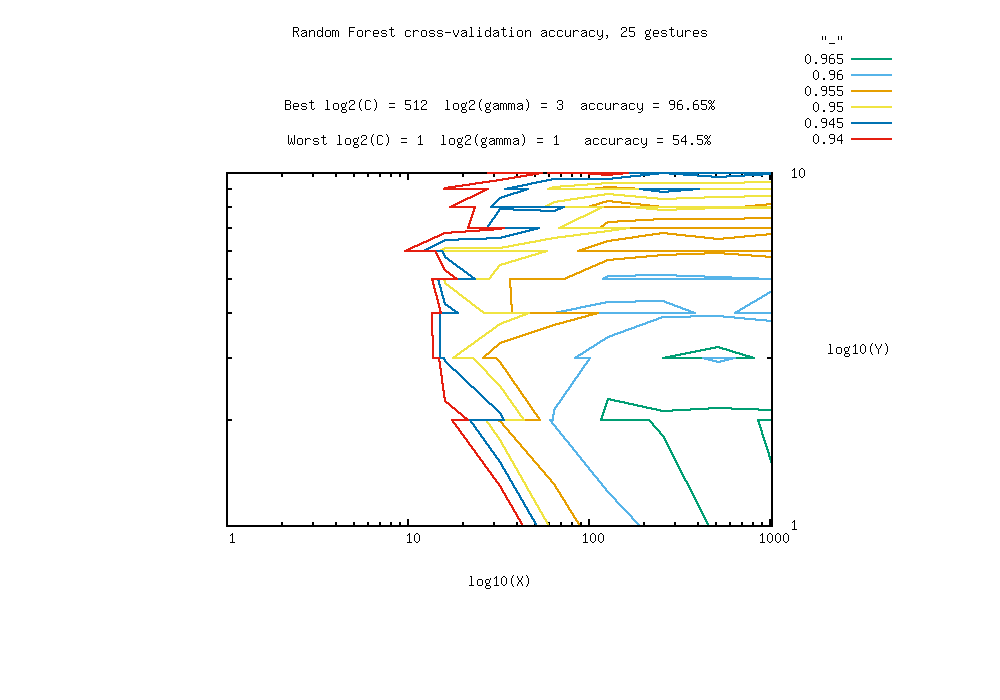 Random Forest cross-validation accuracy, 25 gestures
"_"
0.965
0.96
0.955
0.95
0.945
0.94
Best log2(C) = 512  log2(gamma) = 3  accuracy = 96.65%
Worst log2(C) = 1  log2(gamma) = 1   accuracy = 54.5%
10
log10(Y)
1
1 10 100 1000
log10(X)